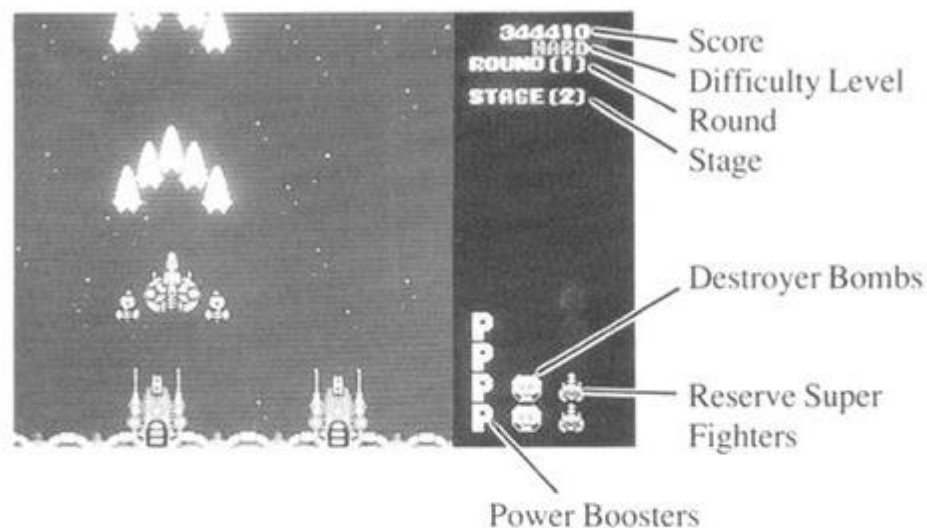 344410
HARD
ROUND(1)
STAGE(2)
Score
Difficulty Level
Round
Stage
Destroyer Bombs
P
P
P
P
Reserve Super
Fighters
Power Boosters